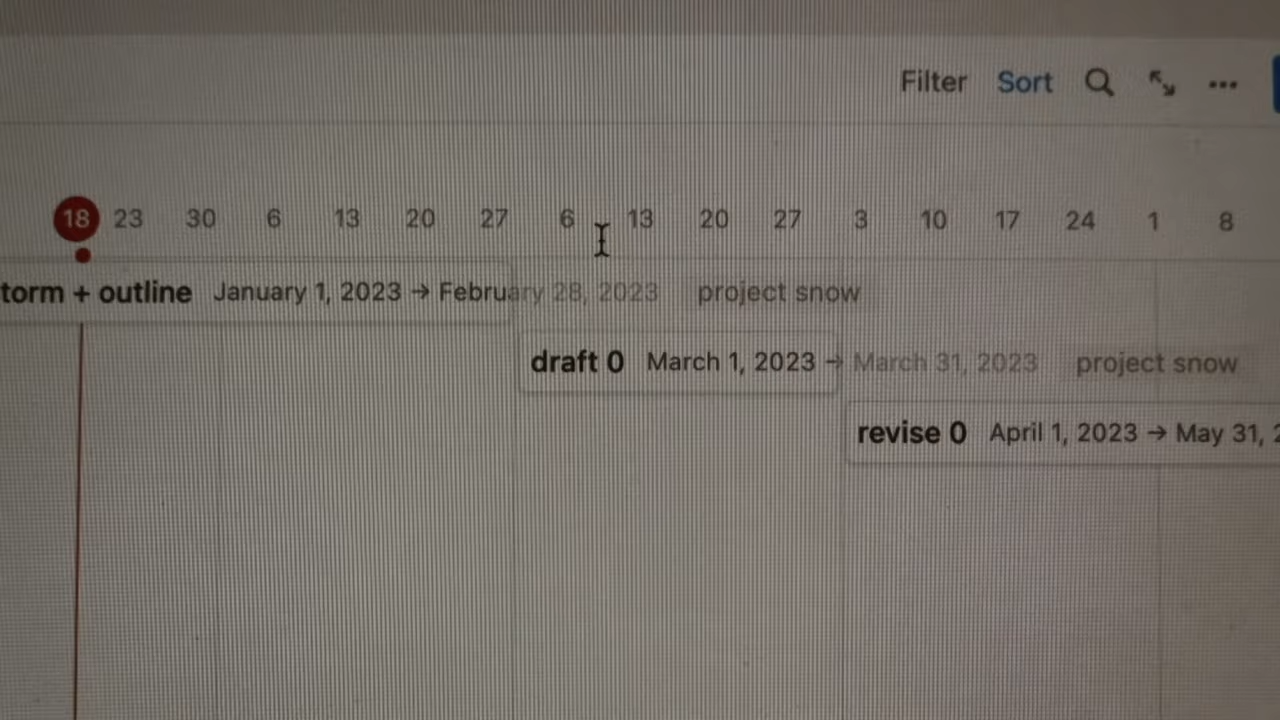 Filter Sort
18 23 30 6 13 20 27 6 13 20 27 3 10 17 24 1 8
torm + outline January 1, 2023 → February 28, 2023 project snow
draft 0 March 1, 2023 → March 31, 2023 project snow
revise 0 April 1, 2023 → May 31, 2